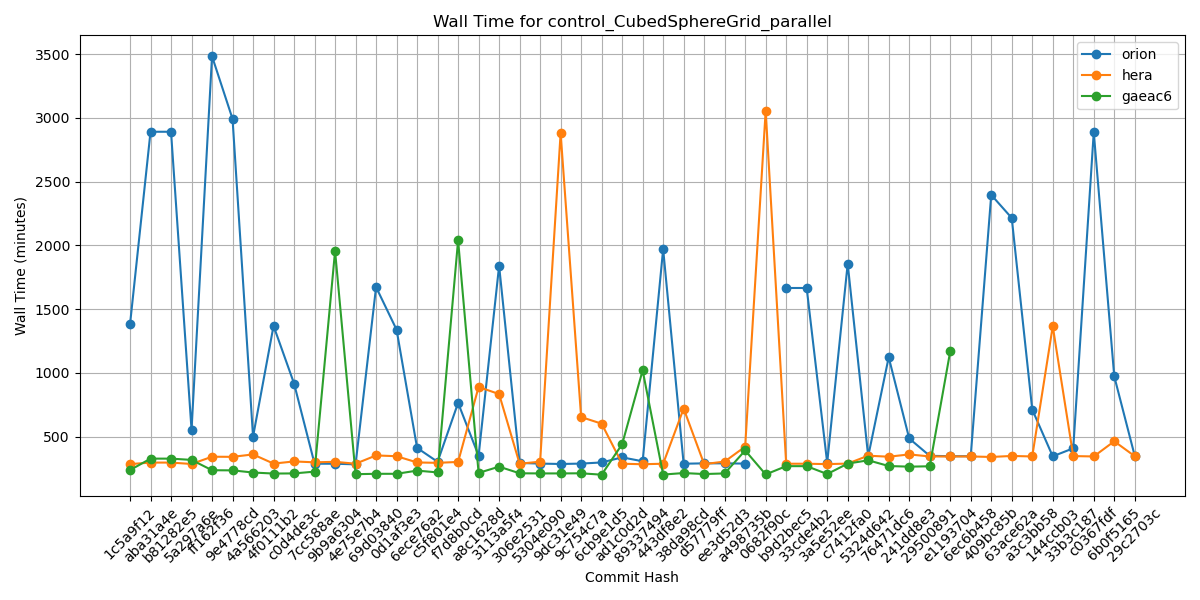 Wall Time for control_CubedSphereGrid_parallel
orion
hera
gaeac6
Wall Time (minutes)
3500
3000
2500
2000
1500
1000
500
1c5a9f12
aba31a4e
b81282e5
5a297a6e
ff162f36
9e4778cd
4a566203
4f0111b2
c0d4de3c
7cc588ae
9b9a6304
4e75e7b4
69d03840
0d1af3e3
6ece76a2
c5f801e4
f7d8b0cd
a8c1628d
3113a5f4
306e2531
5304e090
9dc31e49
9c754c7a
6cb9e1d5
ad1c0d2d
89337494
443df8e2
38da98cd
d57779ff
ee3d52d3
a498735b
0682f90c
b9d2bec5
33cde4b2
3a5e52ee
c7412fa0
5324d642
76471dc6
241dd8e3
29500891
e1193704
6ec6b458
409bc85b
63ace62a
a3c3bb58
144ccb03
33b3c187
c0367fdf
6b0f5165
29c2703c
Commit Hash